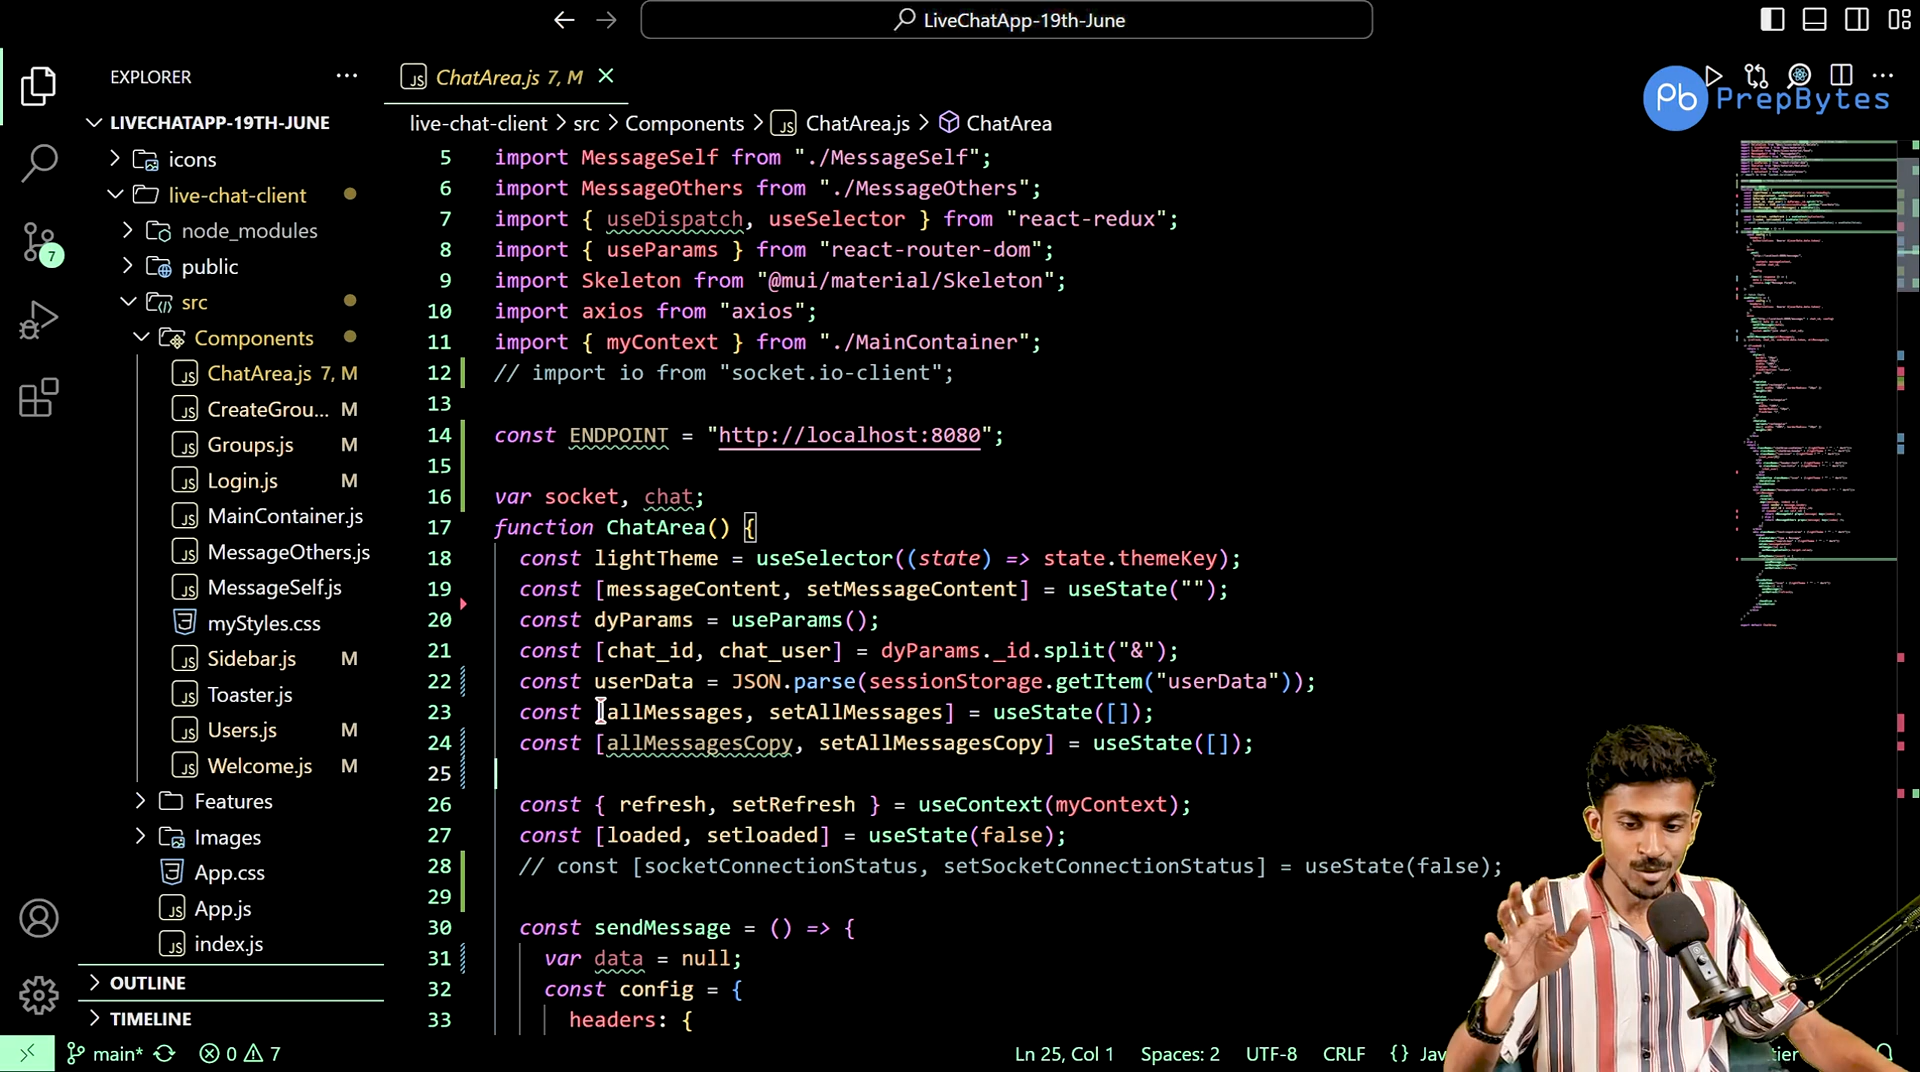 LiveChatApp-19th-June
EXPLORER
ChatArea.js 7, M
Pb PrepBytes
LIVECHATAPP-19TH-JUNE
icons
live-chat-client
node_modules
public
src
Components
ChatArea.js 7, M
CreateGrou... M
Groups.js M
Login.js M
MainContainer.js
MessageOthers.js
MessageSelf.js
myStyles.css
Sidebar.js M
Toaster.js
Users.js M
Welcome.js M
Features
Images
App.css
App.js
index.js
OUTLINE
TIMELINE
7
live-chat-client > src > Components > JS ChatArea.js > ChatArea
5 import MessageSelf from "./MessageSelf";
6 import MessageOthers from "./MessageOthers";
7 import { useDispatch, useSelector } from "react-redux";
8 import { useParams } from "react-router-dom";
9 import Skeleton from "@mui/material/Skeleton";
10 import axios from "axios";
11 import { myContext } from "./MainContainer";
12 // import io from "socket.io-client";
13
14 const ENDPOINT = "http://localhost:8080";
15
16 var socket, chat;
17 function ChatArea() {
18 const lightTheme = useSelector((state) => state.themeKey);
19 const [messageContent, setMessageContent] = useState("");
20 const dyParams = useParams();
21 const [chat_id, chat_user] = dyParams._id.split("&");
22 const userData = JSON.parse(sessionStorage.getItem("userData"));
23 const [allMessages, setAllMessages] = useState([]);
24 const [allMessagesCopy, setAllMessagesCopy] = useState([]);
25
26 const { refresh, setRefresh } = useContext(myContext);
27 const [loaded, setloaded] = useState(false);
28 // const [socketConnectionStatus, setSocketConnectionStatus] = useState(false);
29
30 const sendMessage = () => {
31 var data = null;
32 const config = {
33 headers: {
main* 0 7
Ln 25, Col 1 Spaces: 2 UTF-8 CRLF {}